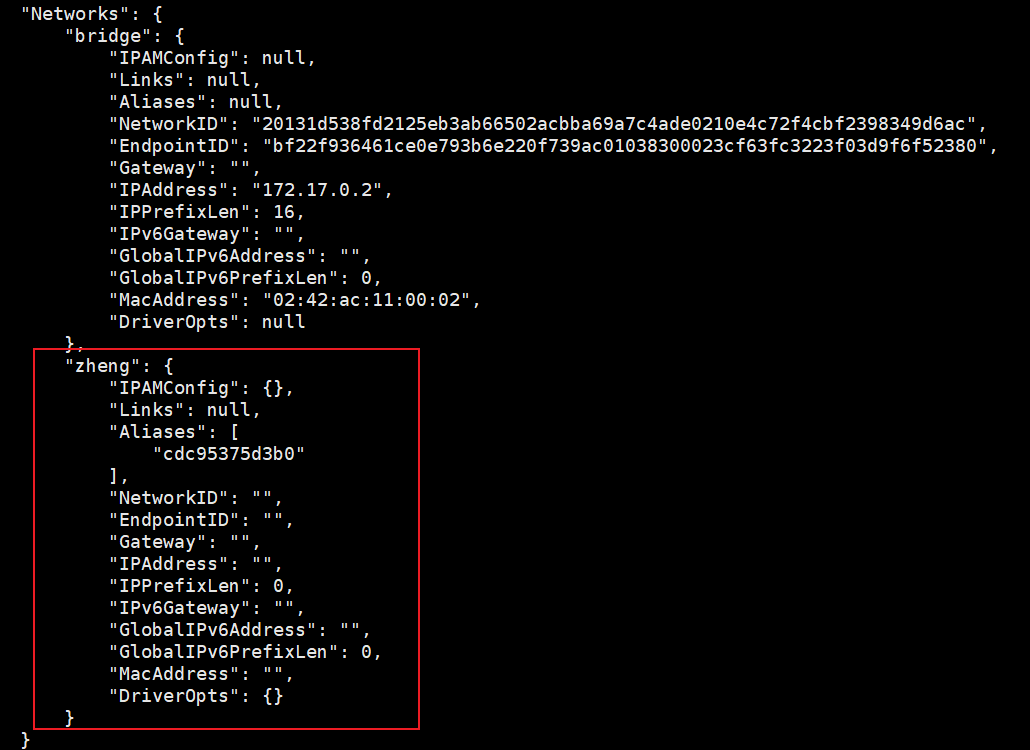 "Networks": {
"bridge": {
"IPAMConfig": null,
"Links": null,
"Aliases": null,
"NetworkID": "20131d538fd2125eb3ab66502acbba69a7c4ade0210e4c72f4cbf2398349d6ac",
"EndpointID": "bf22f936461ce0e793b6e220f739ac01038300023cf63fc3223f03d9f6f52380",
"Gateway": "",
"IPAddress": "172.17.0.2",
"IPPrefixLen": 16,
"IPv6Gateway": "",
"GlobalIPv6Address": "",
"GlobalIPv6PrefixLen": 0,
"MacAddress": "02:42:ac:11:00:02",
"DriverOpts": null
},
"zheng": {
"IPAMConfig": {},
"Links": null,
"Aliases": [
"cdc95375d3b0"
],
"NetworkID": "",
"EndpointID": "",
"Gateway": "",
"IPAddress": "",
"IPPrefixLen": 0,
"IPv6Gateway": "",
"GlobalIPv6Address": "",
"GlobalIPv6PrefixLen": 0,
"MacAddress": "",
"DriverOpts": {}
}
}